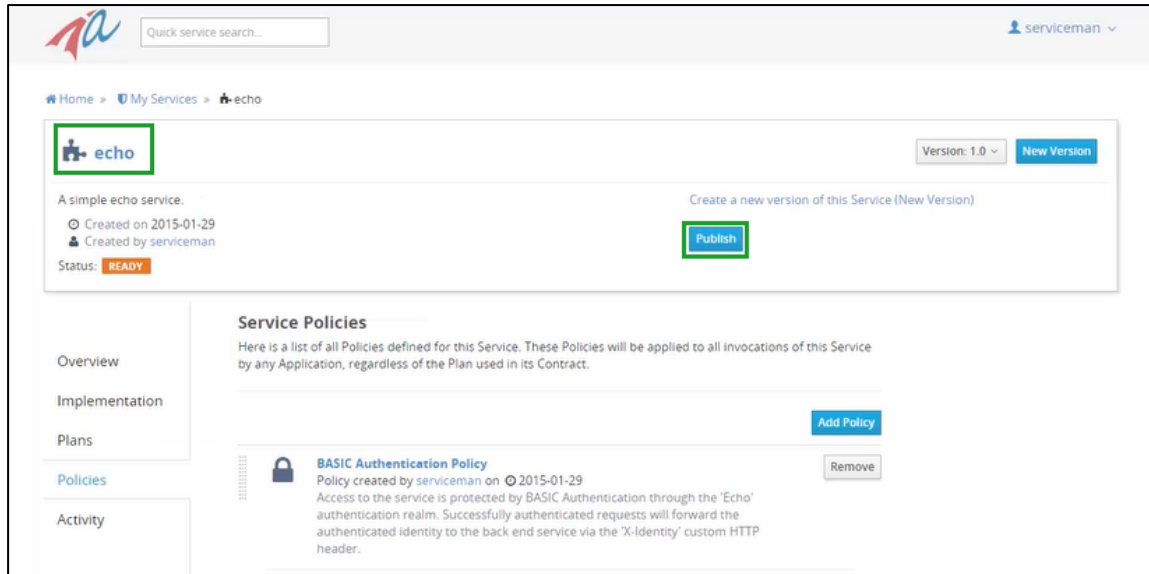 Quick service search...
serviceman
Home » My Services » echo
echo
Version: 1.0
New Version
A simple echo service.
Create a new version of this Service (New Version)
Created on 2015-01-29
Publish
Created by serviceman
Status: READY
Service Policies
Here is a list of all Policies defined for this Service. These Policies will be applied to all invocations of this Service
by any Application, regardless of the Plan used in its Contract.
Overview
Implementation
Plans
Policies
Activity
Add Policy
BASIC Authentication Policy
Remove
Policy created by serviceman on 2015-01-29
Access to the service is protected by BASIC Authentication through the 'Echo'
authentication realm. Successfully authenticated requests will forward the
authenticated identity to the back end service via the 'X-Identity' custom HTTP
header.